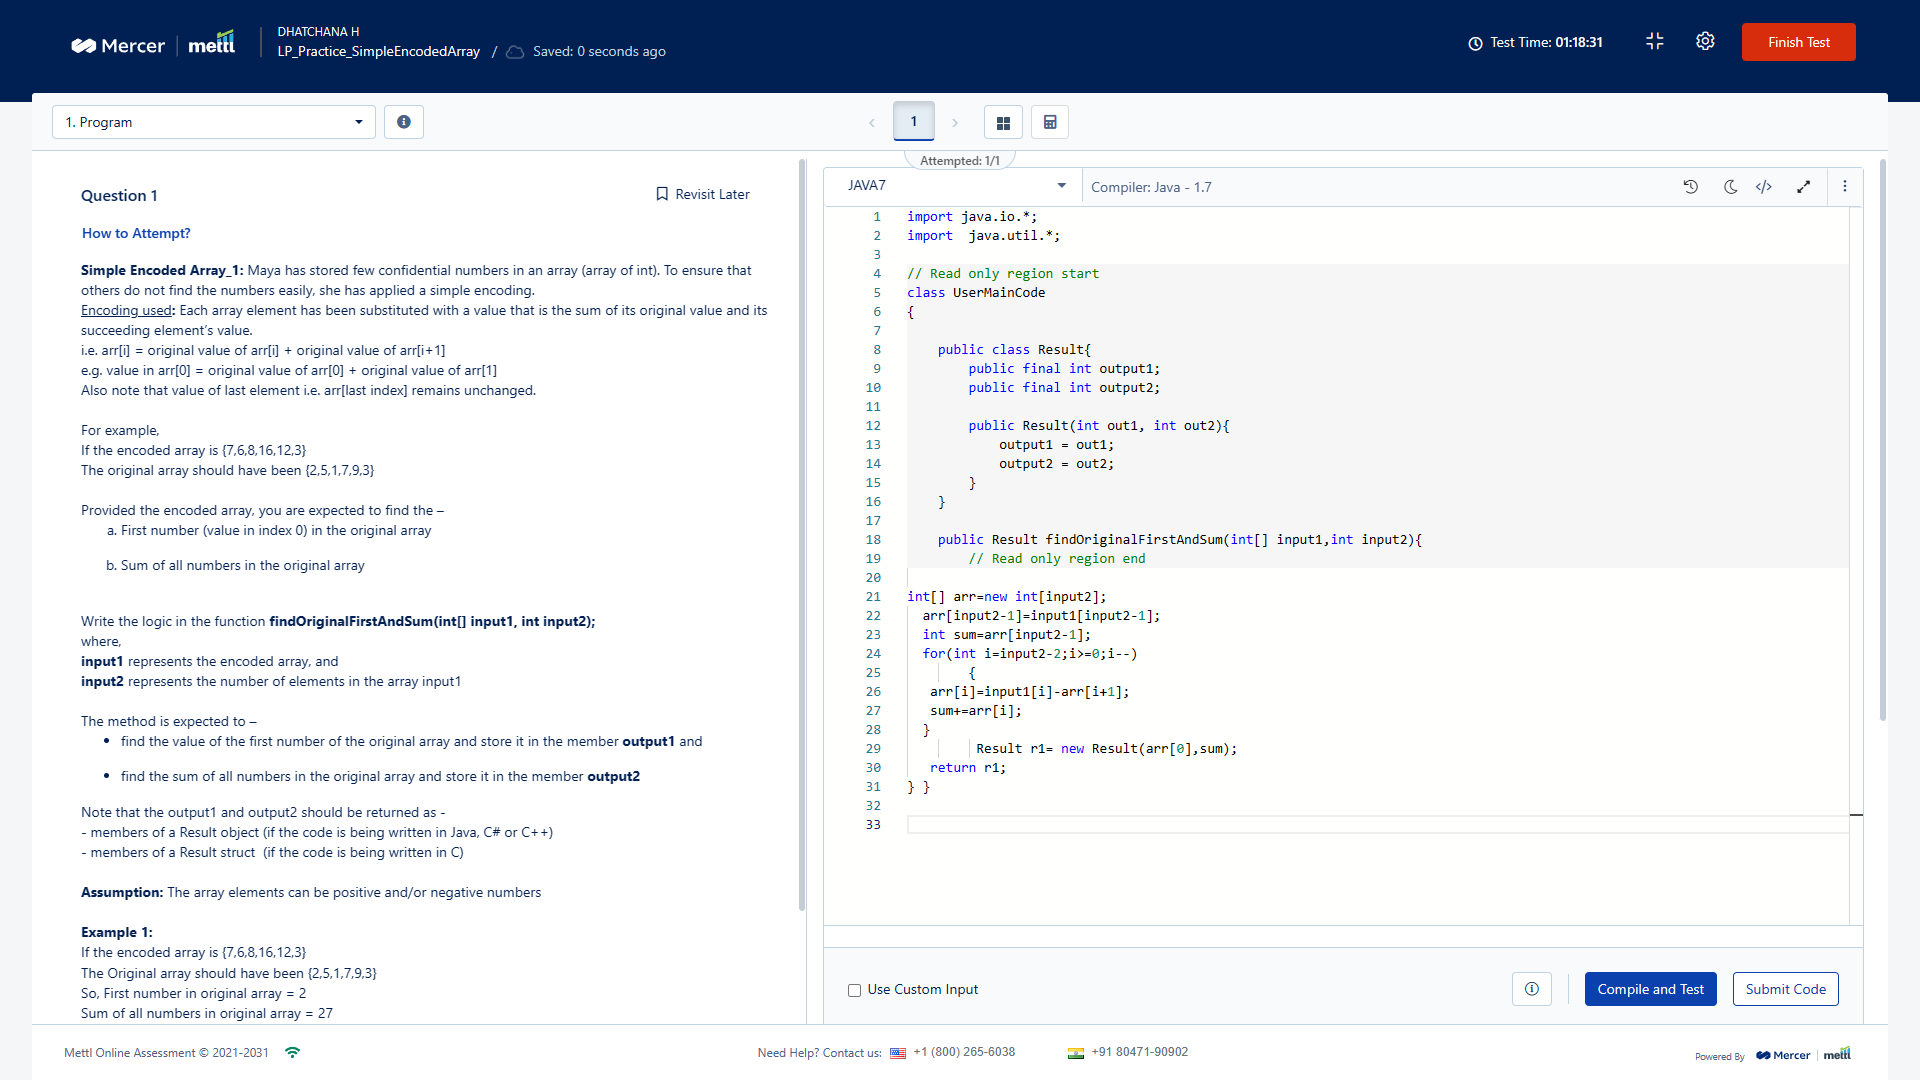 Mercer mettl
DHATCHANA H
LP_Practice_SimpleEncodedArray / Saved: 0 seconds ago
Test Time: 01:18:31
Finish Test
1. Program
1
Attempted: 1/1
Question 1
Revisit Later
How to Attempt?
Simple Encoded Array_1: Maya has stored few confidential numbers in an array (array of int). To ensure that
others do not find the numbers easily, she has applied a simple encoding.
Encoding used: Each array element has been substituted with a value that is the sum of its original value and its
succeeding element's value.
i.e. arr[i] = original value of arr[i] + original value of arr[i+1]
e.g. value in arr[0] = original value of arr[0] + original value of arr[1]
Also note that value of last element i.e. arr[last index] remains unchanged.
For example,
If the encoded array is {7,6,8,16,12,3}
The original array should have been {2,5,1,7,9,3}
Provided the encoded array, you are expected to find the –
a. First number (value in index 0) in the original array
b. Sum of all numbers in the original array
Write the logic in the function findOriginalFirstAndSum(int[] input1, int input2);
where,
input1 represents the encoded array, and
input2 represents the number of elements in the array input1
The method is expected to –
• find the value of the first number of the original array and store it in the member output1 and
• find the sum of all numbers in the original array and store it in the member output2
Note that the output1 and output2 should be returned as -
- members of a Result object (if the code is being written in Java, C# or C++)
- members of a Result struct  (if the code is being written in C)
Assumption: The array elements can be positive and/or negative numbers
Example 1:
If the encoded array is {7,6,8,16,12,3}
The Original array should have been {2,5,1,7,9,3}
So, First number in original array = 2
Sum of all numbers in original array = 27
JAVA7
Compiler: Java - 1.7
1 import java.io.*;
2 import  java.util.*;
3
4 // Read only region start
5 class UserMainCode
6 {
7
8     public class Result{
9         public final int output1;
10         public final int output2;
11
12         public Result(int out1, int out2){
13             output1 = out1;
14             output2 = out2;
15         }
16     }
17
18     public Result findOriginalFirstAndSum(int[] input1,int input2){
19         // Read only region end
20
21 int[] arr=new int[input2];
22   arr[input2-1]=input1[input2-1];
23   int sum=arr[input2-1];
24   for(int i=input2-2;i>=0;i--)
25         {
26    arr[i]=input1[i]-arr[i+1];
27    sum+=arr[i];
28   }
29          Result r1= new Result(arr[0],sum);
30    return r1;
31 } }
32
33
Use Custom Input
Compile and Test
Submit Code
Mettl Online Assessment © 2021-2031
Need Help? Contact us: +1 (800) 265-6038
+91 80471-90902
Powered By Mercer mettl